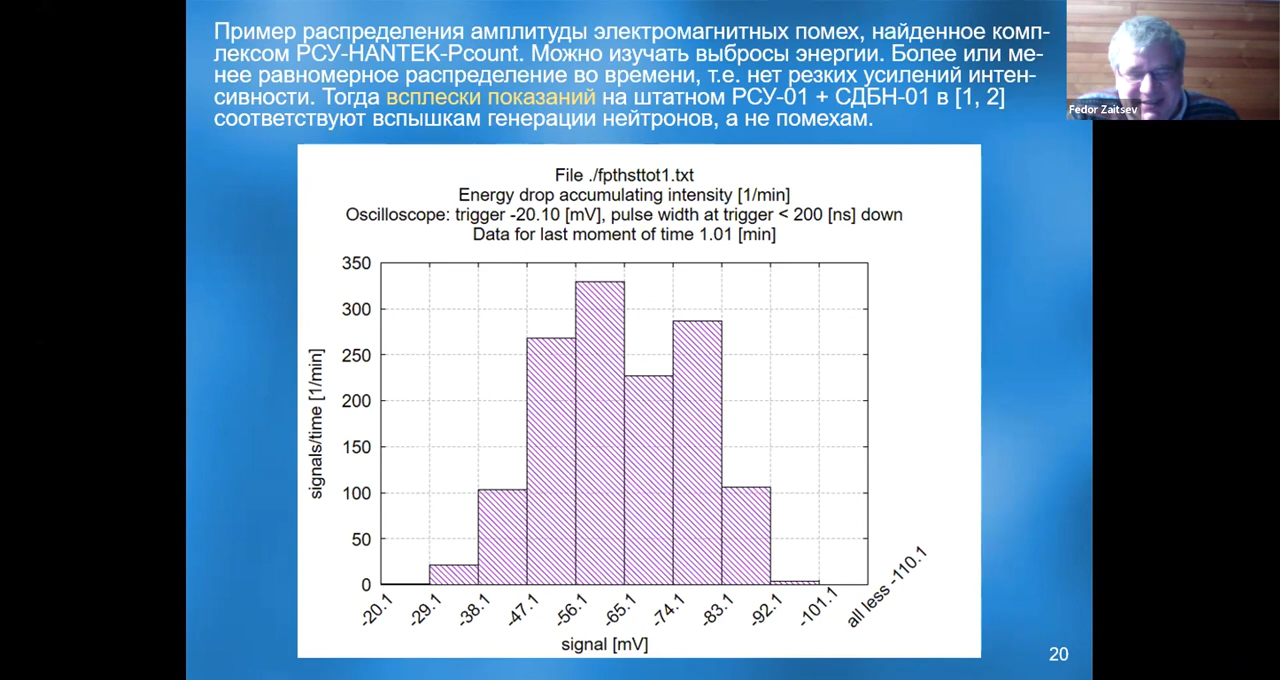 Пример распределения амплитуды электромагнитных помех, найденное комп-
лексом РСУ-HANTEK-Pcount. Можно изучать выбросы энергии. Более или ме-
нее равномерное распределение во времени, т.е. нет резких усилений интен-
сивности. Тогда всплески показаний на штатном РСУ-01 + СДБН-01 в [1, 2]
соответствуют вспышкам генерации нейтронов, а не помехам.
Fedor Zaitsev
File ./fpthsttot1.txt
Energy drop accumulating intensity [1/min]
Oscilloscope: trigger -20.10 [mV], pulse width at trigger < 200 [ns] down
Data for last moment of time 1.01 [min]
350
300
250
200
150
100
50
0
signals/time [1/min]
-20.1
-29.1
-38.1
-47.1
-56.1
-65.1
-74.1
-83.1
-92.1
-101.1
all less -110.1
signal [mV]
20